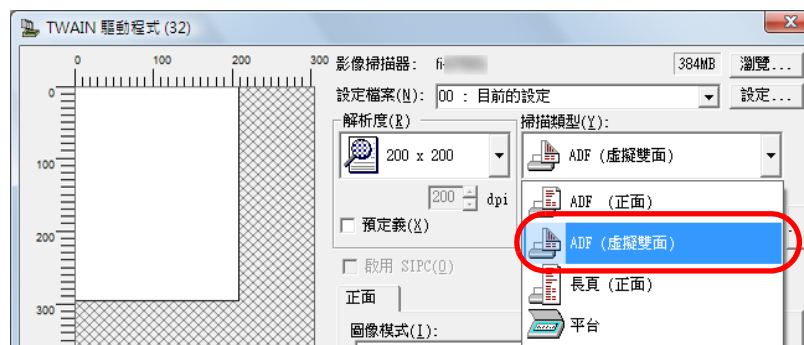 TWAIN 驅動程式 (32)
0 100 200 300
影像掃描器: fi- 384MB 瀏覽...
0
設定檔案(N): 00 : 目前的設定 設定...
解析度(R) 掃描類型(Y):
200 x 200 ADF (虛擬雙面)
100
200 dpi ADF (正面)
預定義(X)
200
ADF (虛擬雙面)
啟用 SIPC(0)
長頁 (正面)
正面
300
平台
圖像模式(I):